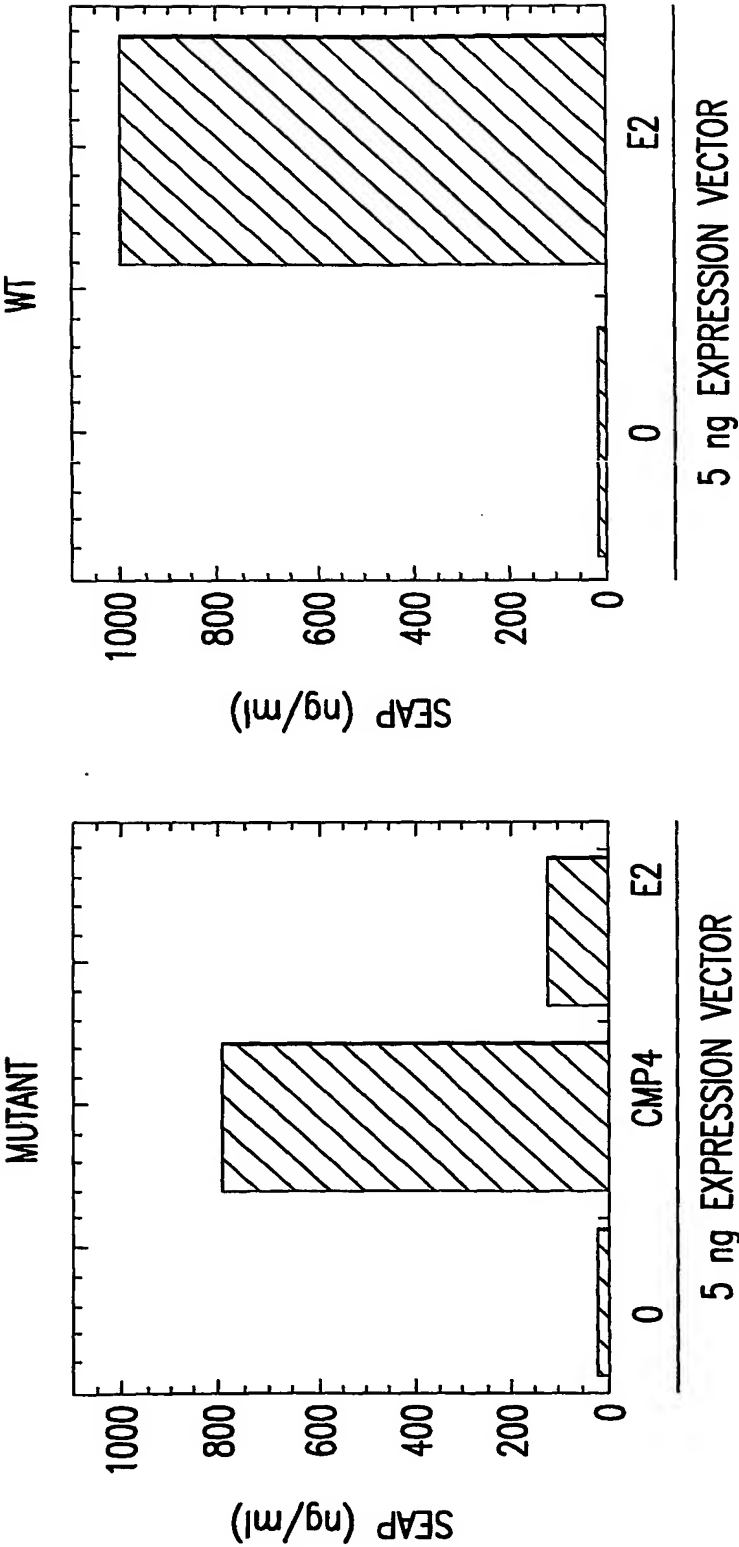 MUTANT
SEAP (ng/ml)
1000
800
600
400
200
0
0 CMP4 E2
5 ng EXPRESSION VECTOR
WT
SEAP (ng/ml)
1000
800
600
400
200
0
0 E2
5 ng EXPRESSION VECTOR